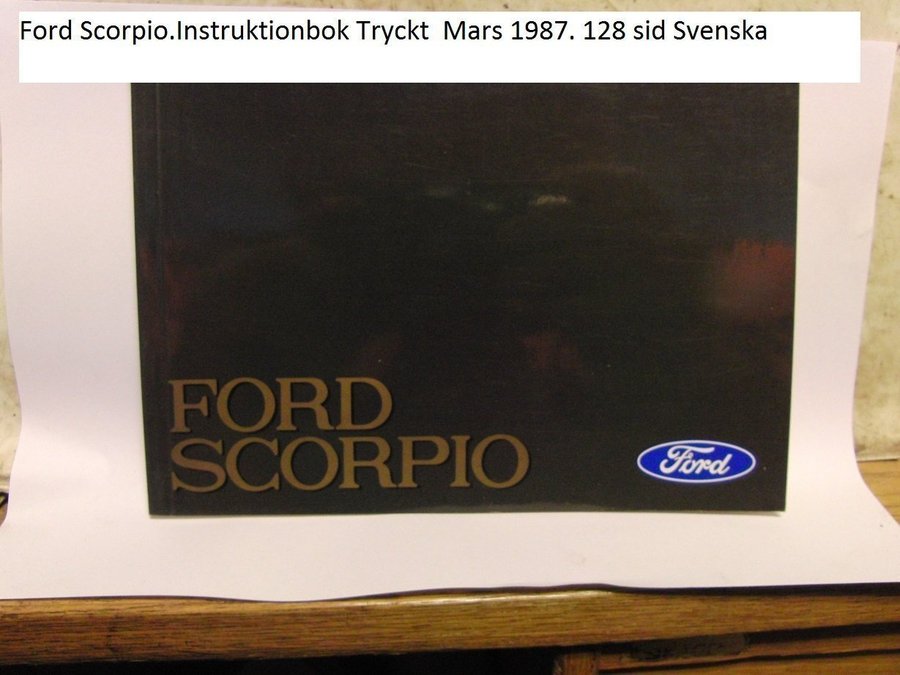 Ford Scorpio.Instruktionbok Tryckt  Mars 1987. 128 sid Svenska
FORD
SCORPIO
Ford